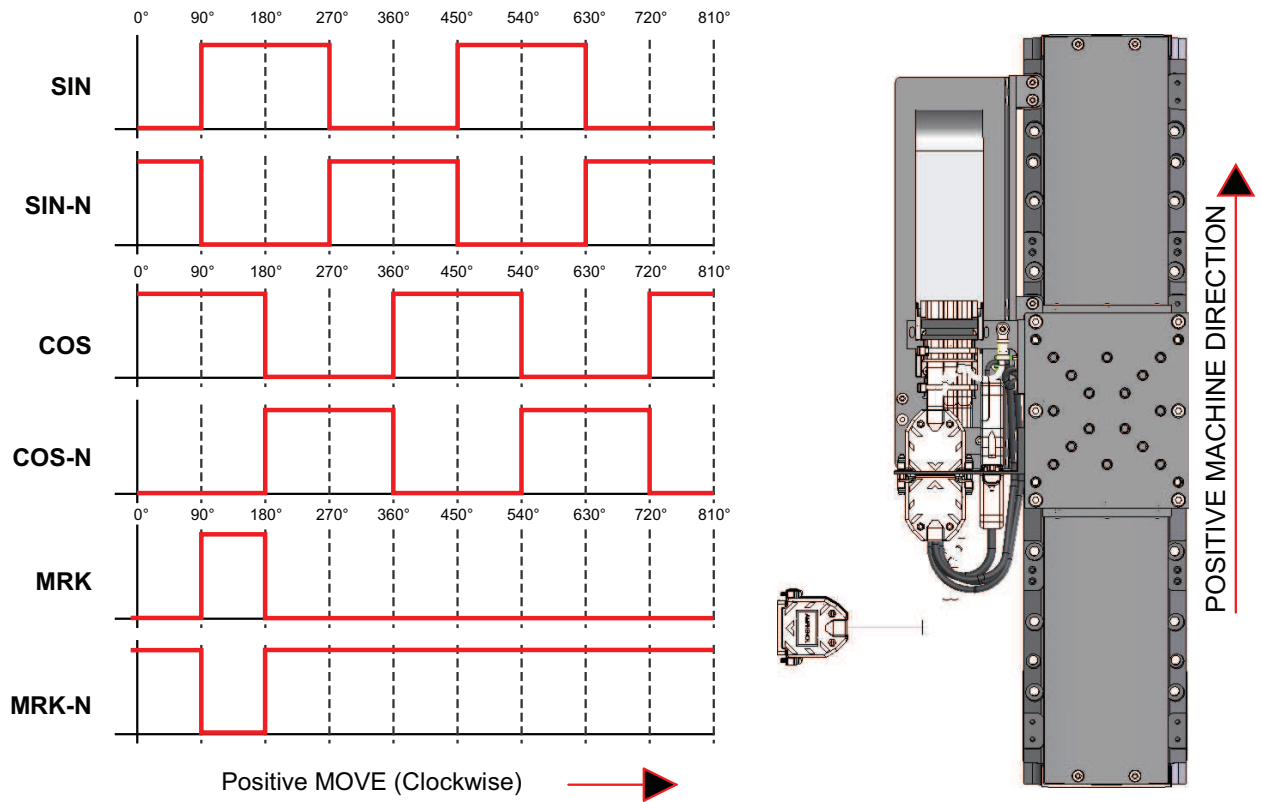 0° 90° 180° 270° 360° 450° 540° 630° 720° 810°
SIN
SIN-N
0° 90° 180° 270° 360° 450° 540° 630° 720° 810°
COS
COS-N
0° 90° 180° 270° 360° 450° 540° 630° 720° 810°
MRK
MRK-N
Positive MOVE (Clockwise)
POSITIVE MACHINE DIRECTION